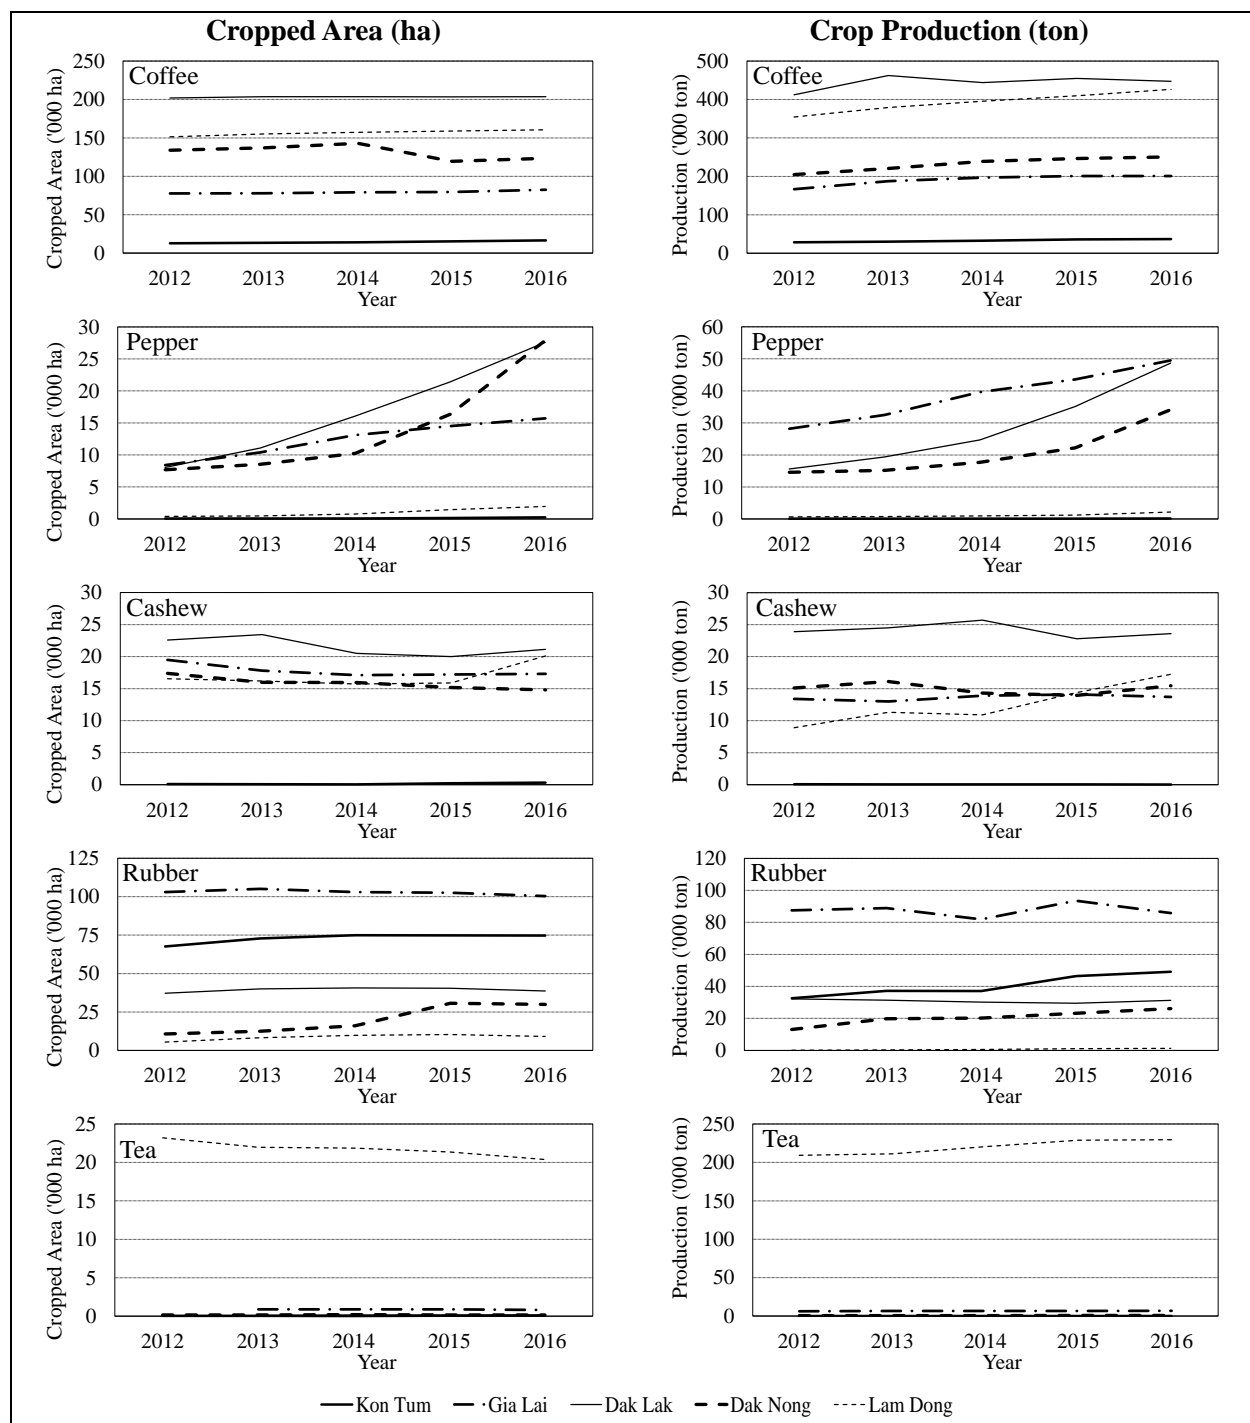 Cropped Area (ha) Crop Production (ton)
Coffee
Cropped Area ('000 ha)
250
200
150
100
50
0
2012 2013 2014 2015 2016
Year
Coffee
Production ('000 ton)
500
400
300
200
100
0
2012 2013 2014 2015 2016
Year
Pepper
Cropped Area ('000 ha)
30
25
20
15
10
5
0
2012 2013 2014 2015 2016
Year
Pepper
Production ('000 ton)
60
50
40
30
20
10
0
2012 2013 2014 2015 2016
Year
Cashew
Cropped Area ('000 ha)
30
25
20
15
10
5
0
2012 2013 2014 2015 2016
Year
Cashew
Production ('000 ton)
30
25
20
15
10
5
0
2012 2013 2014 2015 2016
Year
Rubber
Cropped Area ('000 ha)
125
100
75
50
25
0
2012 2013 2014 2015 2016
Year
Rubber
Production ('000 ton)
120
100
80
60
40
20
0
2012 2013 2014 2015 2016
Year
Tea
Cropped Area ('000 ha)
25
20
15
10
5
0
2012 2013 2014 2015 2016
Year
Tea
Production ('000 ton)
250
200
150
100
50
0
2012 2013 2014 2015 2016
Year
Kon Tum Gia Lai Dak Lak Dak Nong Lam Dong